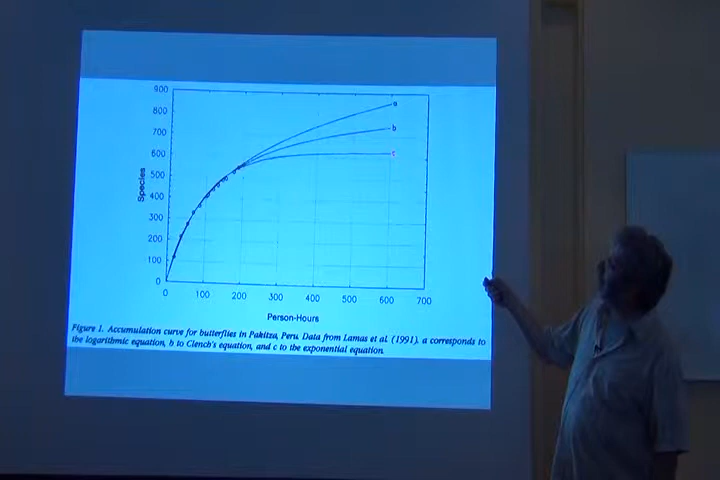 900
800
700
600
500
400
300
200
100
0
Species
a
b
c
0 100 200 300 400 500 600 700
Person-Hours
Figure 1. Accumulation curve for butterflies in Pakitza, Peru. Data from Lamas et al. (1991). a corresponds to
the logarithmic equation, b to Clench's equation, and c to the exponential equation.